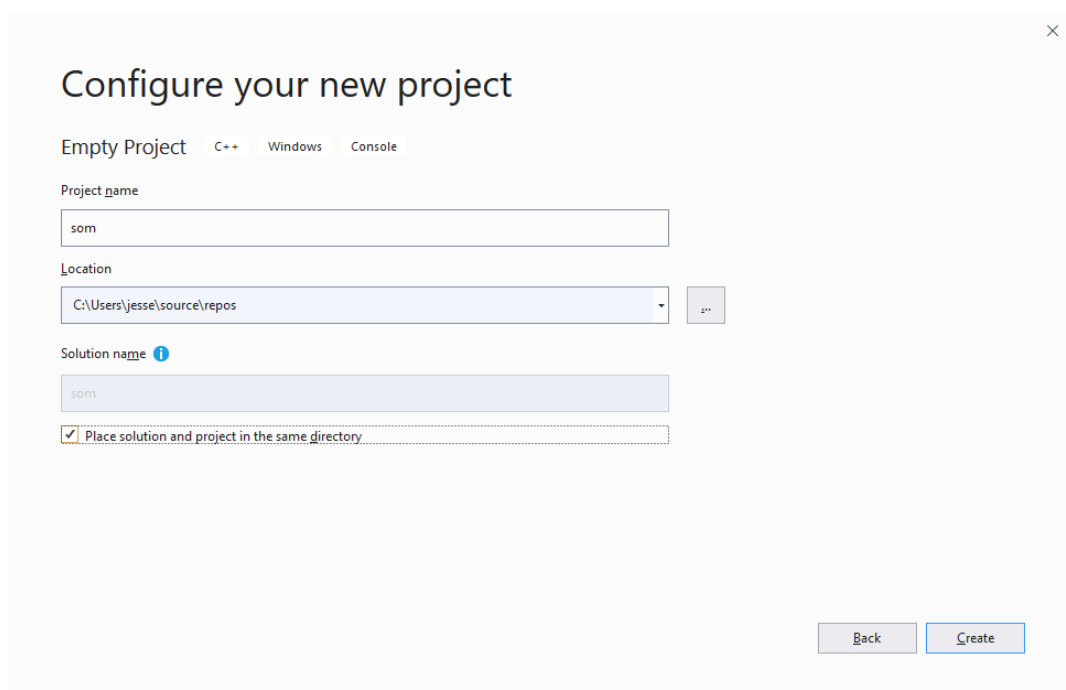 Configure your new project
Empty Project C++ Windows Console
Project name
som
Location
C:\Users\jesse\source\repos
...
Solution name
som
Place solution and project in the same directory
Back Create